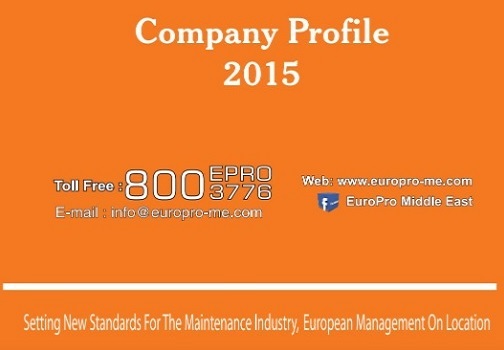 Company Profile
2015
Toll Free : 800 EPRO 3776
E-mail : info@europro-me.com
Web: www.europro-me.com
EuroPro Middle East
Setting New Standards For The Maintenance Industry, European Management On Location